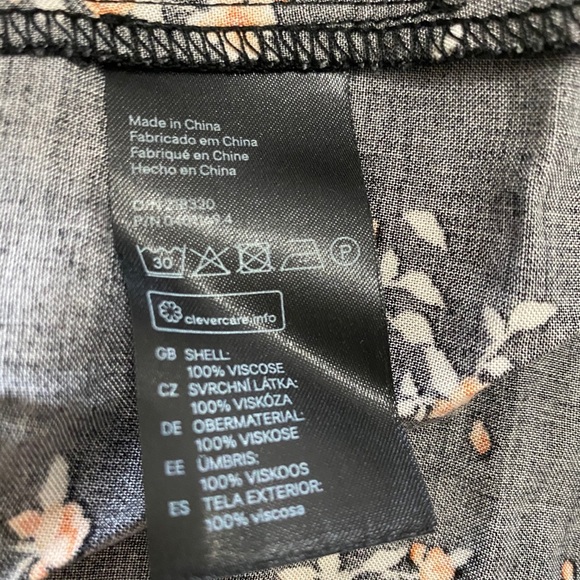 Made in China
Fabricado em China
Fabriqué en Chine
Hecho en China
30
P
clevercare.info
GB SHELL:
100% VISCOSE
CZ SVRCHNÍ LÁTKA:
100% VISKÓZA
DE OBERMATERIAL:
100% VISKOSE
EE ÜMBRIS:
100% VISKOOS
ES TELA EXTERIOR:
100% viscosa